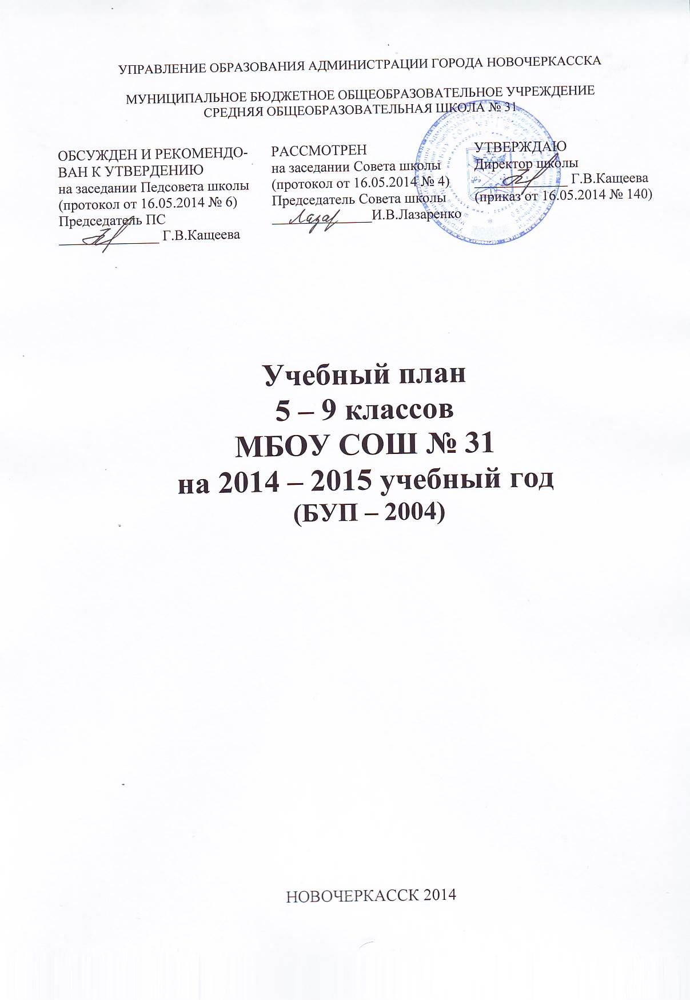 УПРАВЛЕНИЕ ОБРАЗОВАНИЯ АДМИНИСТРАЦИИ ГОРОДА НОВОЧЕРКАССКА
МУНИЦИПАЛЬНОЕ БЮДЖЕТНОЕ ОБЩЕОБРАЗОВАТЕЛЬНОЕ УЧРЕЖДЕНИЕ
СРЕДНЯЯ ОБЩЕОБРАЗОВАТЕЛЬНАЯ ШКОЛА № 31
ОБСУЖДЕН И РЕКОМЕНДО-
ВАН К УТВЕРДЕНИЮ
на заседании Педсовета школы
(протокол от 16.05.2014 № 6)
Председатель ПС
______________ Г.В.Кащеева
РАССМОТРЕН
на заседании Совета школы
(протокол от 16.05.2014 № 4)
Председатель Совета школы
______________И.В.Лазаренко
УТВЕРЖДАЮ
Директор школы
_____________ Г.В.Кащеева
(приказ от 16.05.2014 № 140)
Учебный план
5 – 9 классов
МБОУ СОШ № 31
на 2014 – 2015 учебный год
(БУП – 2004)
НОВОЧЕРКАССК 2014